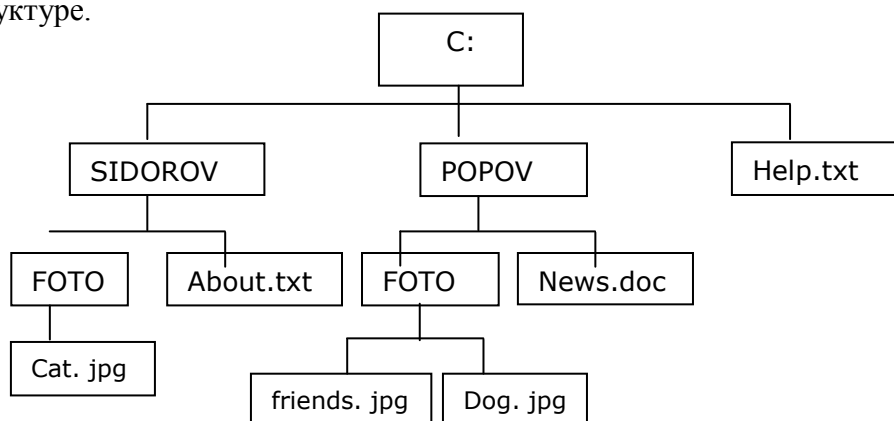 уктуре.
C:
SIDOROV
POPOV
Help.txt
FOTO
About.txt
FOTO
News.doc
Cat. jpg
friends. jpg
Dog. jpg